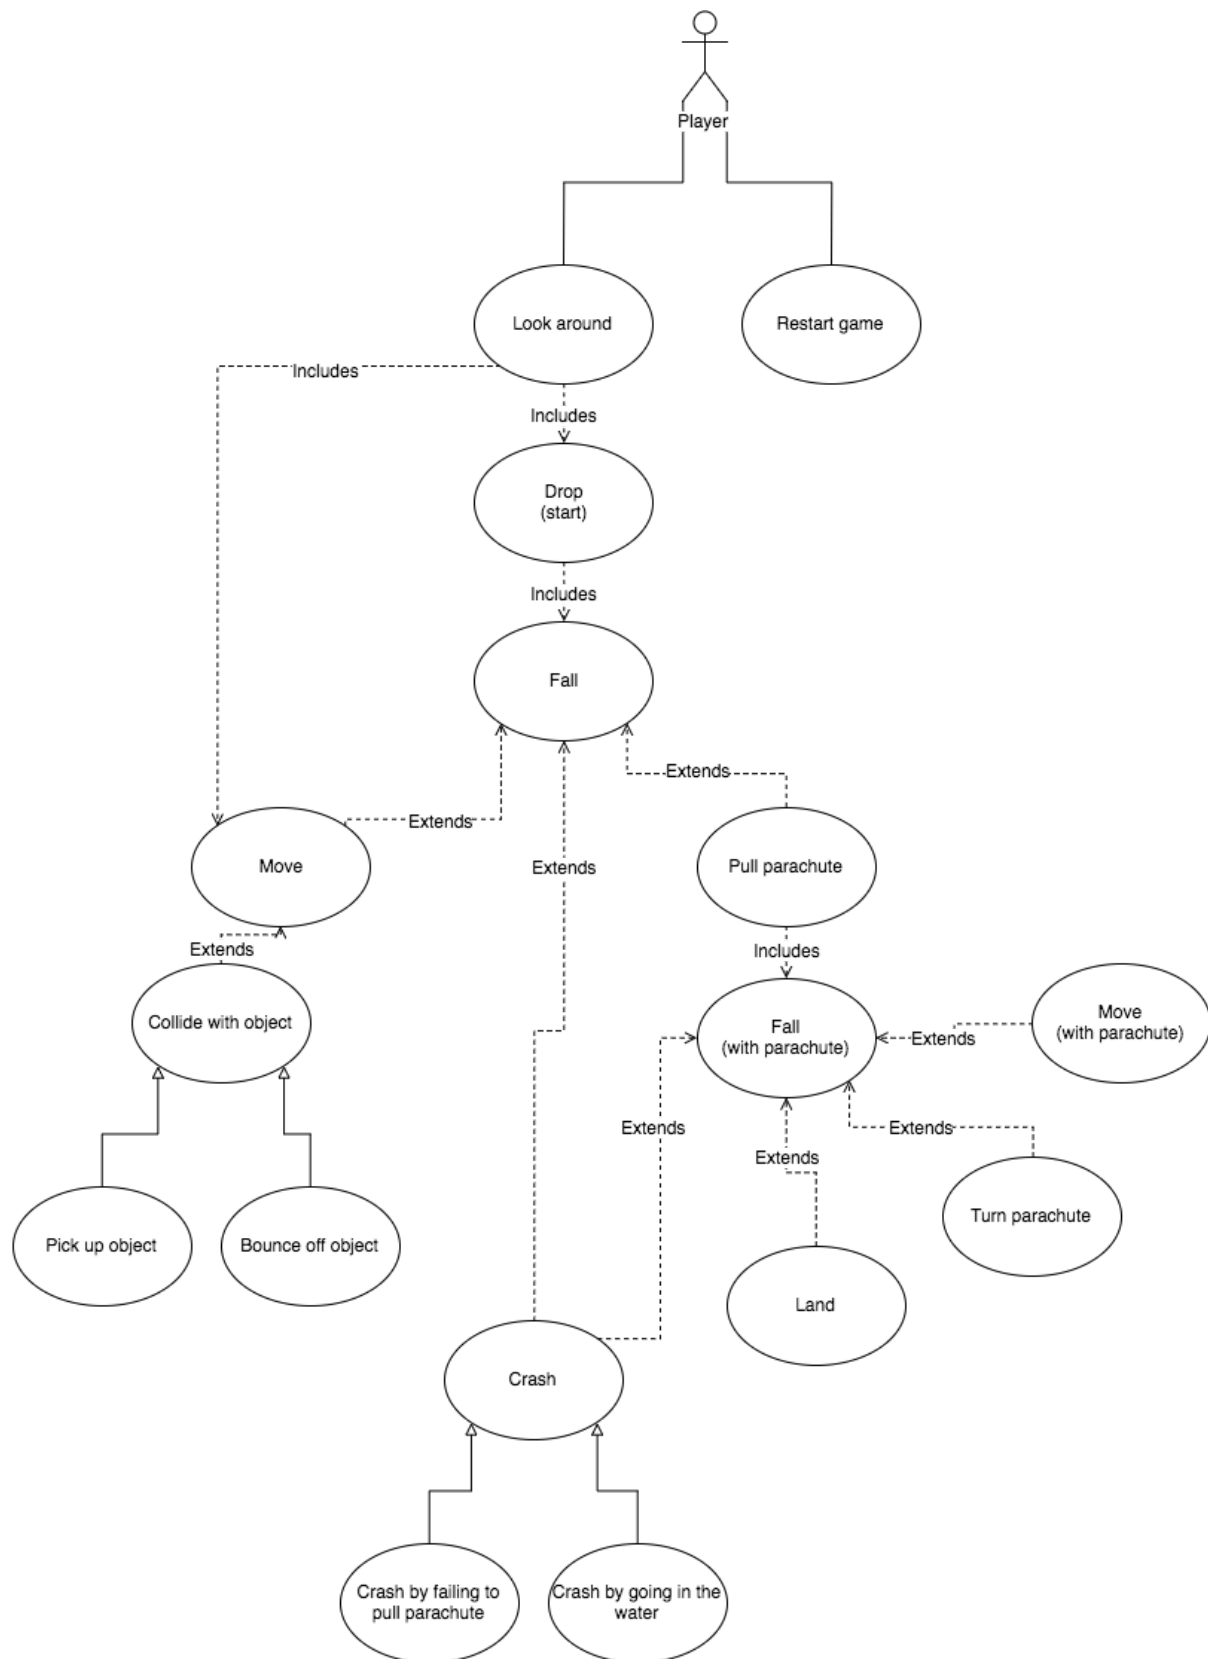 Player
Look around
Restart game
Includes
Includes
Drop
(start)
Includes
Fall
Extends
Extends
Extends
Move
Pull parachute
Extends
Includes
Collide with object
Fall
(with parachute)
Extends
Move
(with parachute)
Extends
Extends
Extends
Pick up object
Bounce off object
Turn parachute
Land
Crash
Crash by failing to
pull parachute
Crash by going in the
water